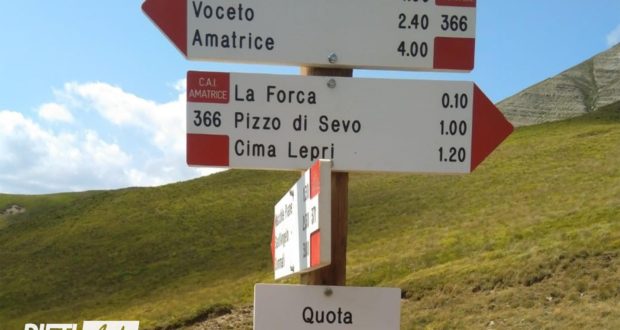 Voceto 2.40 366
Amatrice 4.00
C.A.I.
AMATRICE
366
La Forca 0.10
Pizzo di Sevo 1.00
Cima Lepri 1.20
371
Quota